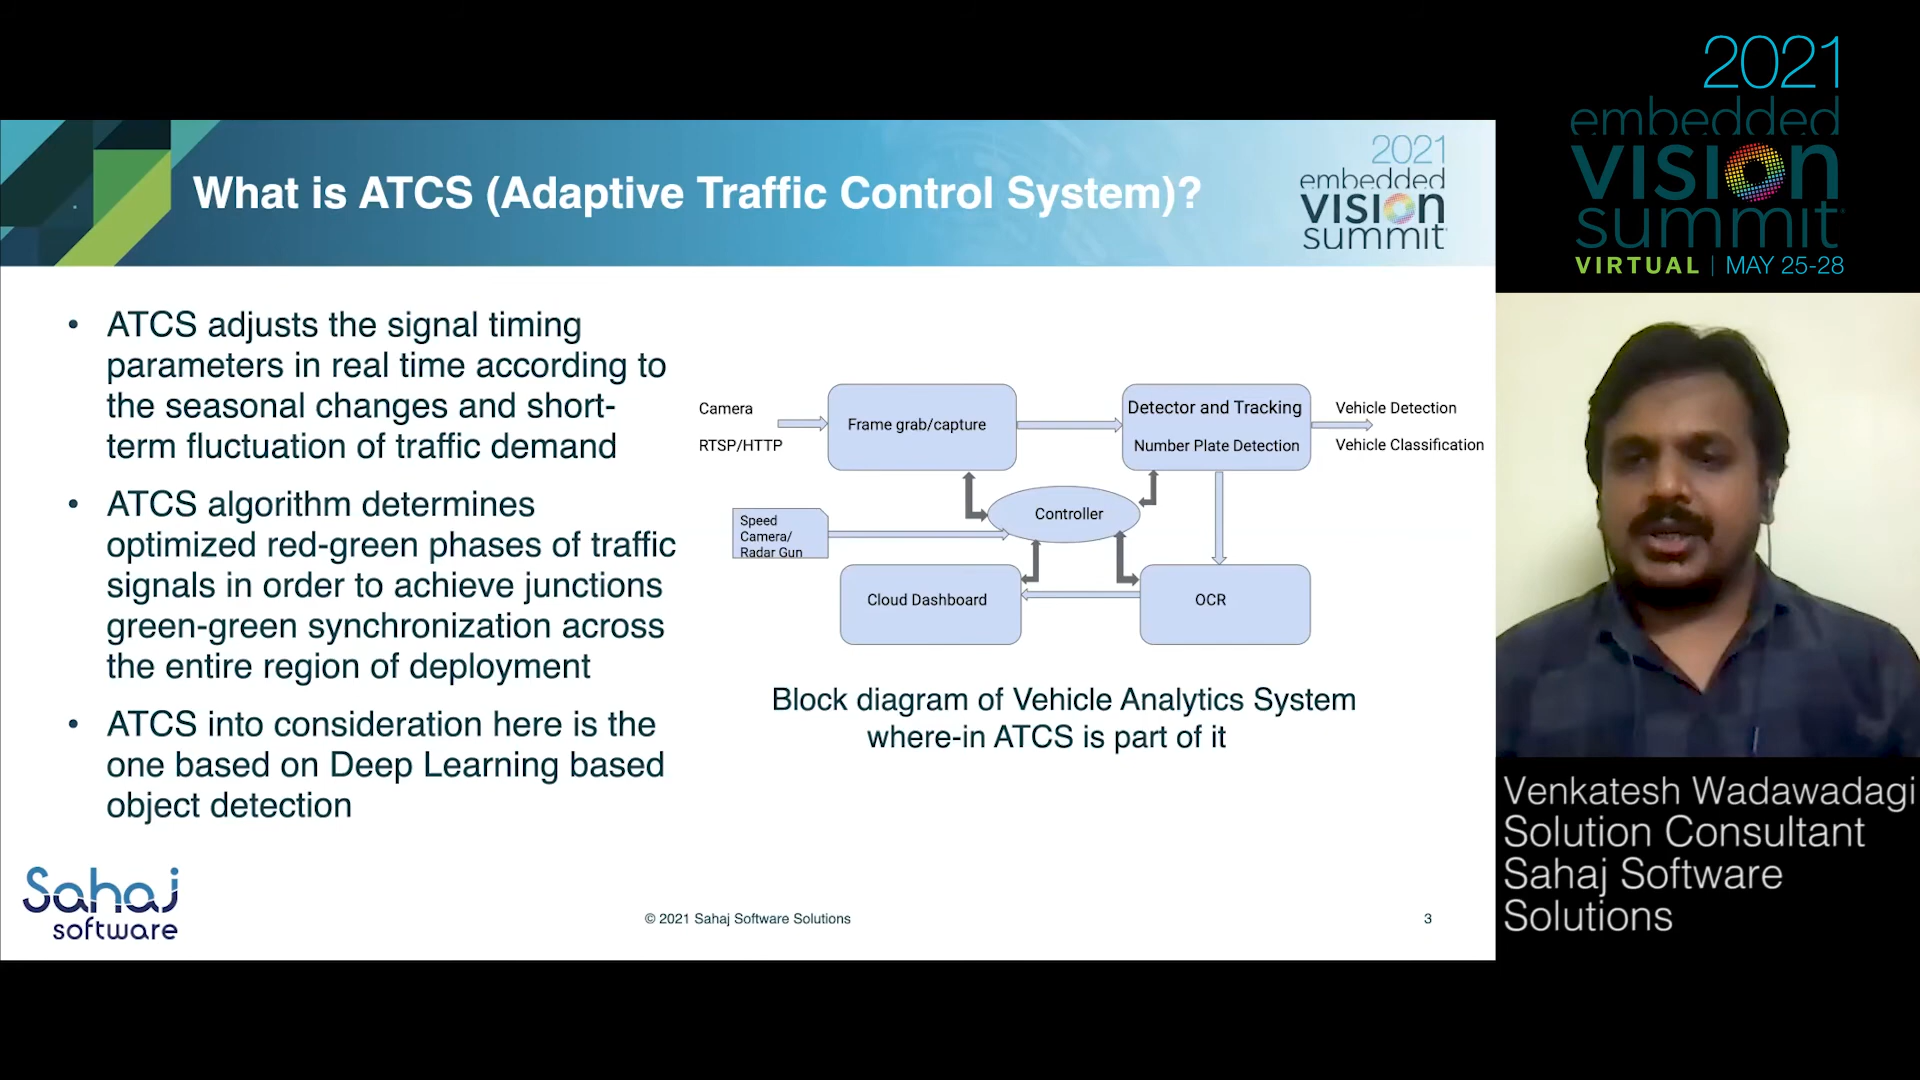 2021
embedded
vision
summit
VIRTUAL | MAY 25-28
What is ATCS (Adaptive Traffic Control System)?
2021
embedded
vision
summit
• ATCS adjusts the signal timing
parameters in real time according to
the seasonal changes and short-
term fluctuation of traffic demand
• ATCS algorithm determines
optimized red-green phases of traffic
signals in order to achieve junctions
green-green synchronization across
the entire region of deployment
• ATCS into consideration here is the
one based on Deep Learning based
object detection
Camera
RTSP/HTTP
Frame grab/capture
Detector and Tracking
Number Plate Detection
Vehicle Detection
Vehicle Classification
Controller
Speed
Camera/
Radar Gun
Cloud Dashboard
OCR
Block diagram of Vehicle Analytics System
where-in ATCS is part of it
Sahaj
software
© 2021 Sahaj Software Solutions
3
Venkatesh Wadawadagi
Solution Consultant
Sahaj Software
Solutions